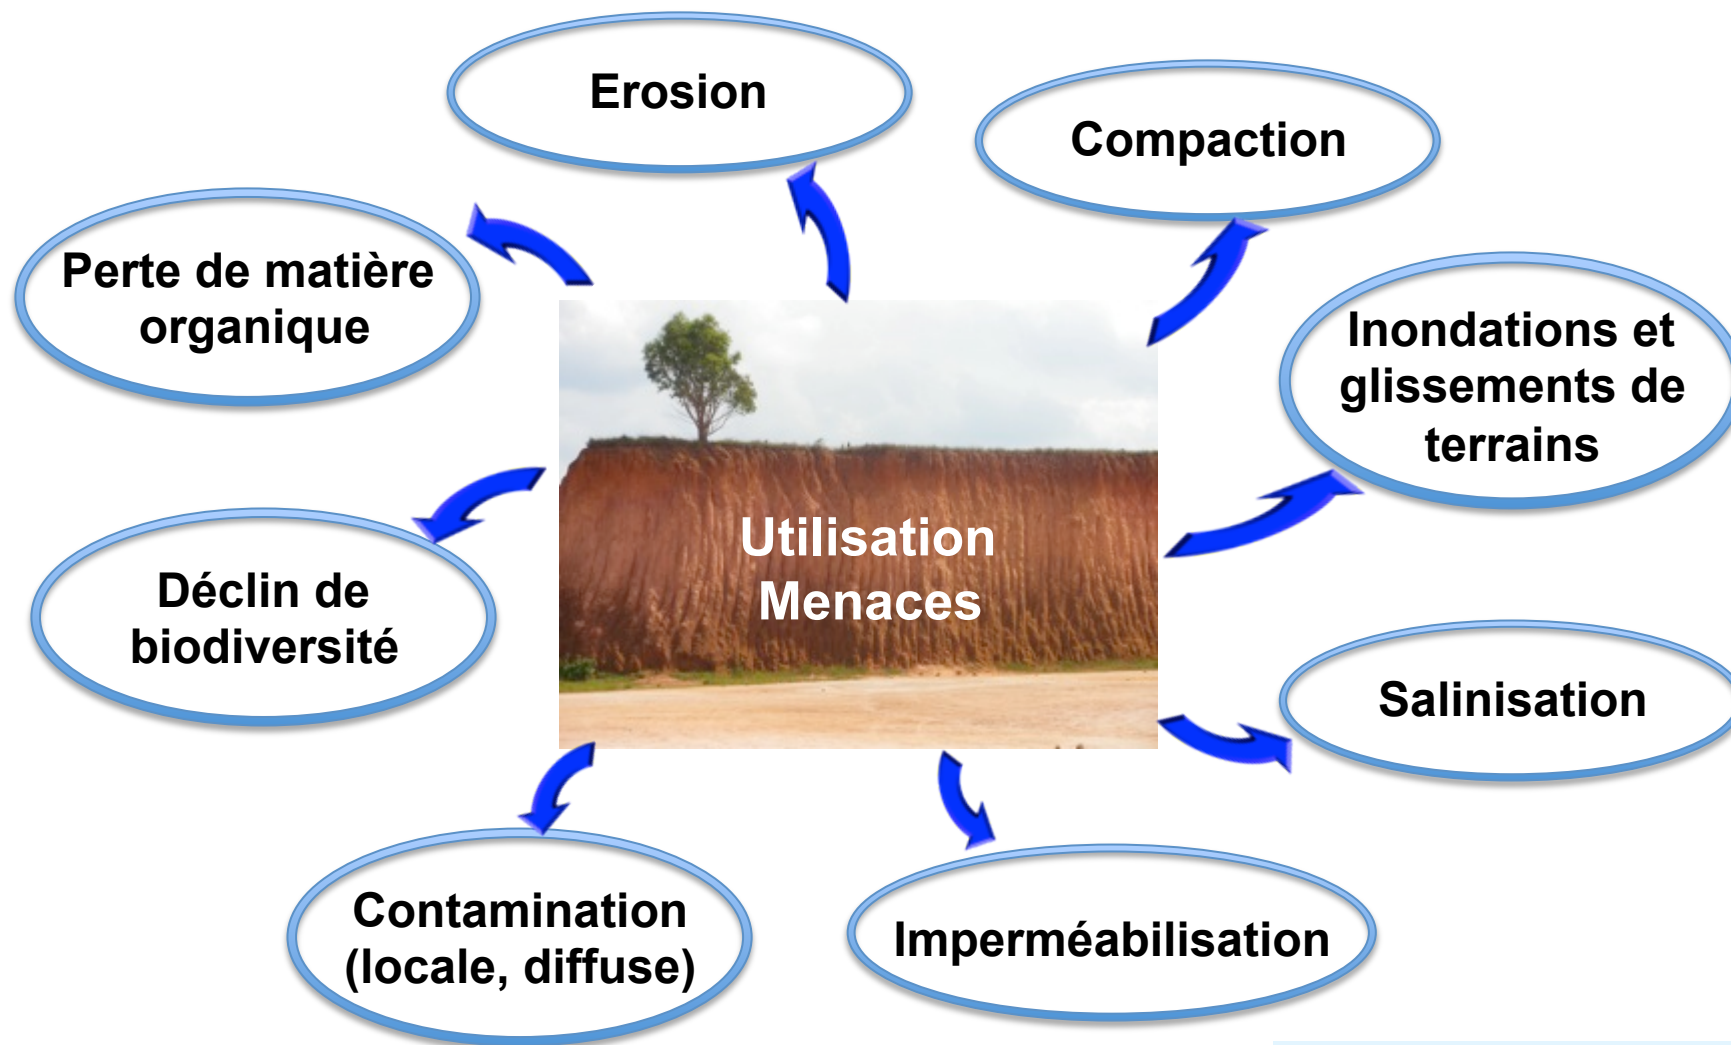 Erosion
Compaction
Perte de matière
organique
Inondations et
glissements de
terrains
Utilisation
Menaces
Déclin de
biodiversité
Salinisation
Contamination
(locale, diffuse)
Imperméabilisation